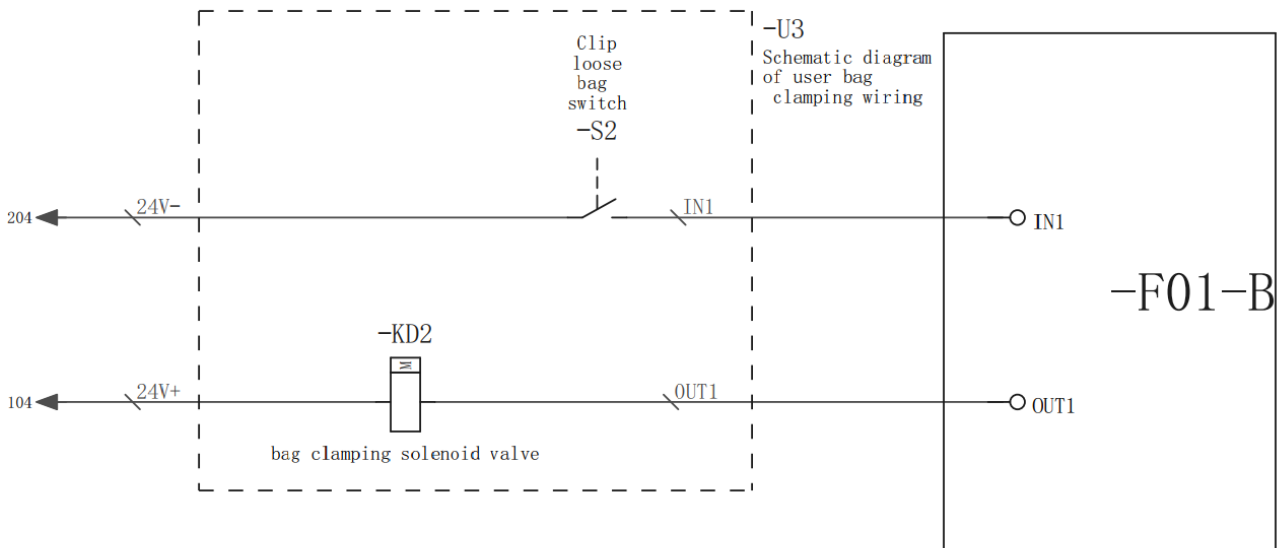 -U3
Schematic diagram
of user bag
clamping wiring
Clip
loose
bag
switch
-S2
204
24V-
IN1
IN1
-F01-B
-KD2
M
104
24V+
OUT1
OUT1
bag clamping solenoid valve